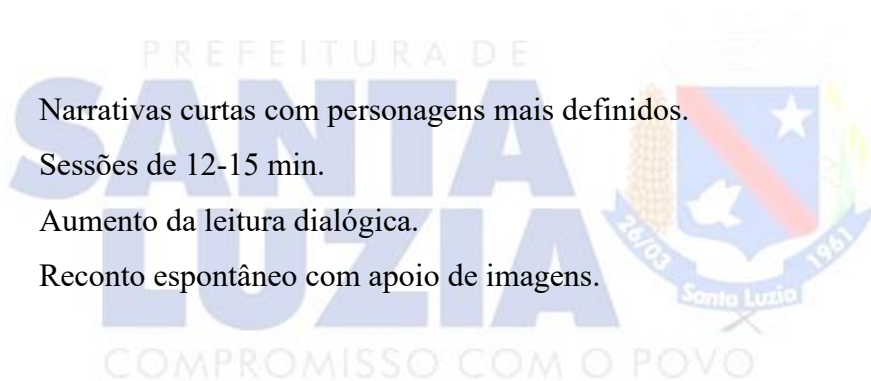 PREFEITURA DE
SANTA
Narrativas curtas com personagens mais definidos.
Sessões de 12-15 min.
Aumento da leitura dialógica.
LUZIA
Reconto espontâneo com apoio de imagens.
26/03
1961
Santa Luzia
COMPROMISSO COM O POVO